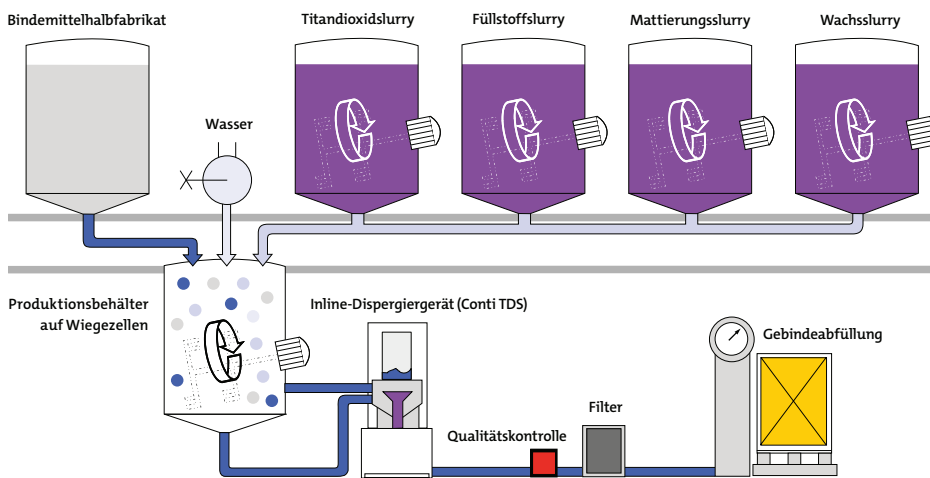 Bindemittelhalbfabrikat
Titandioxidslurry
Füllstoffslurry
Mattierungsslurry
Wachsslurry
Wasser
Produktionsbehälter
auf Wiegezellen
Inline-Dispergiergerät (Conti TDS)
Gebindeabfüllung
Qualitätskontrolle
Filter